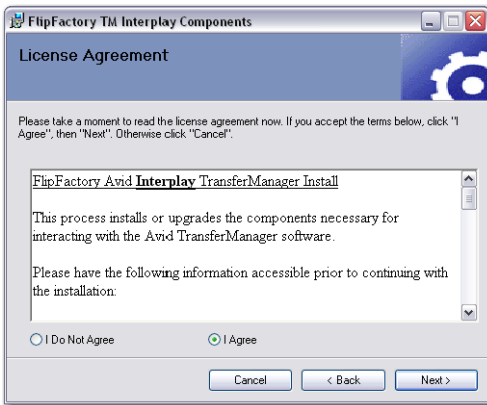 FlipFactory TM Interplay Components
License Agreement
Please take a moment to read the license agreement now. If you accept the terms below, click "I
Agree", then "Next". Otherwise click "Cancel".
FlipFactory Avid Interplay TransferManager Install
This process installs or upgrades the components necessary for
interacting with the Avid TransferManager software.
Please have the following information accessible prior to continuing with
the installation:
I Do Not Agree
I Agree
Cancel
< Back
Next >